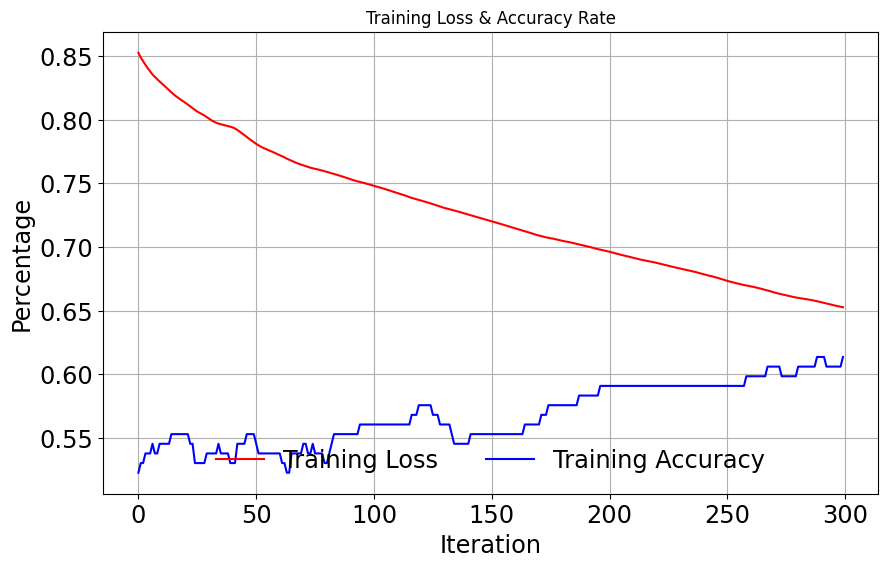 Training Loss & Accuracy Rate
0.85
0.80
0.75
0.70
0.65
0.60
0.55
Percentage
Training Loss Training Accuracy
0 50 100 150 200 250 300
Iteration